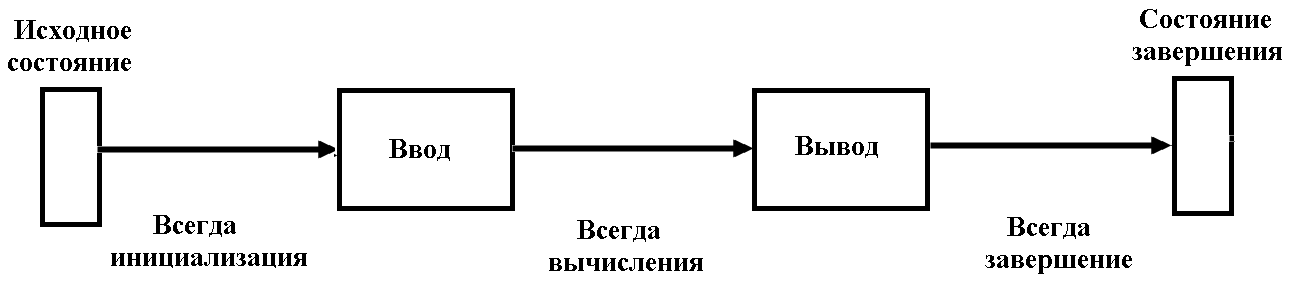 Исходное
состояние
Ввод
Вывод
Состояние
завершения
Всегда
инициализация
Всегда
вычисления
Всегда
завершение